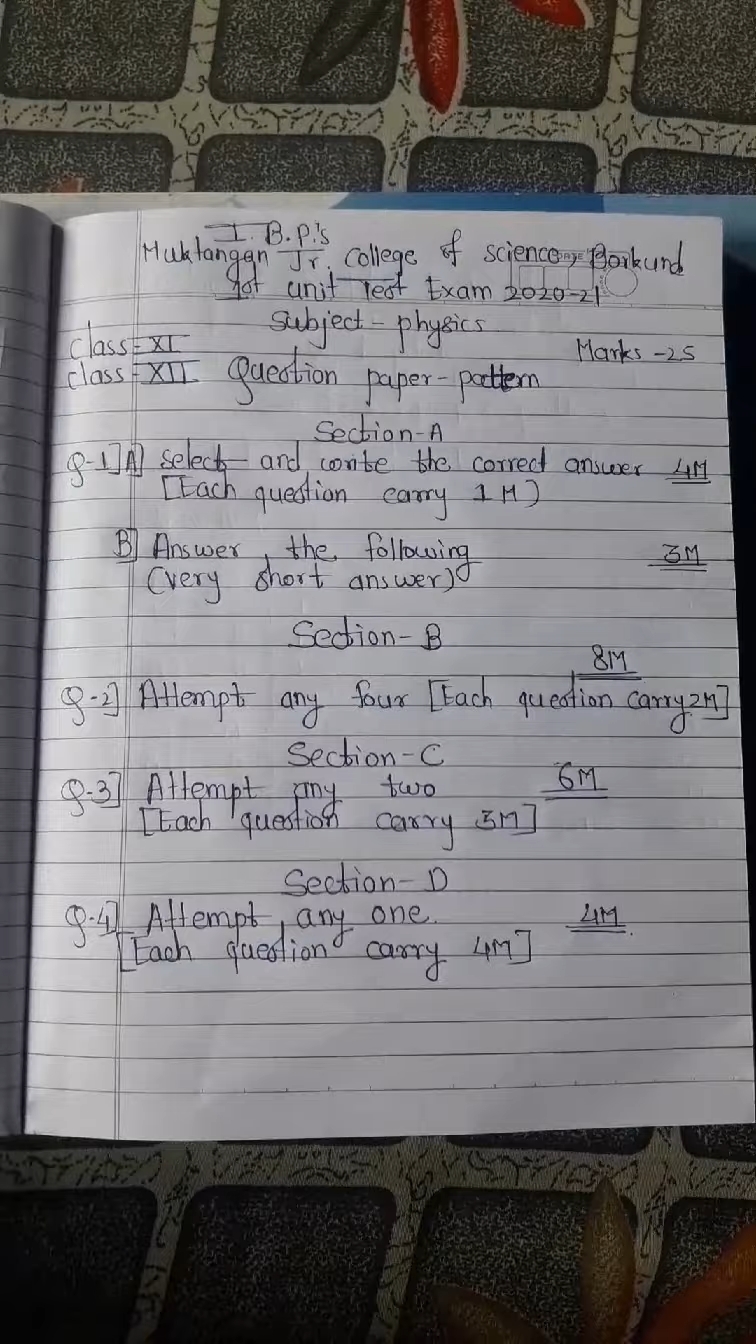 I. B.P.'s
Muktangan Jr. College of science, Borkund
1st unit Test Exam 2020-21
Subject - physics
class = XI
Marks - 25
class = XII Question paper - pattern
Section - A
Q-1] A] select and write the correct answer 4M
[Each question carry 1M]
B] Answer the following 3M
(very short answer)
Section - B
8M
Q-2] Attempt any four [Each question carry 2M]
Section - C
Q-3] Attempt any two 6M
[Each question carry 3M]
Section - D
Q-4] Attempt any one. 4M
[Each question carry 4M]